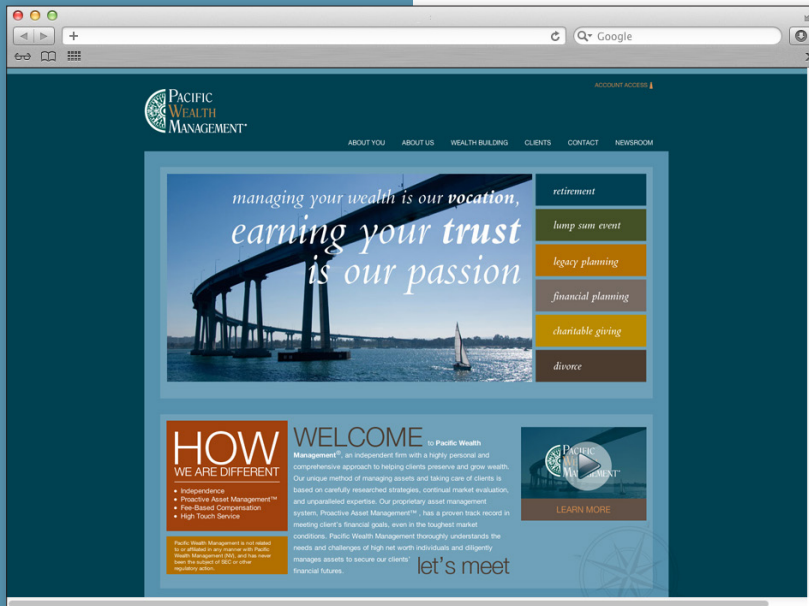 Google
ACCOUNT ACCESS
PACIFIC
WEALTH
MANAGEMENT
ABOUT YOU ABOUT US WEALTH BUILDING CLIENTS CONTACT NEWSROOM
managing your wealth is our vocation,
earning your trust
is our passion
retirement
lump sum event
legacy planning
financial planning
charitable giving
divorce
HOW
WE ARE DIFFERENT
• Independence
• Proactive Asset Management™
• Fee-Based Compensation
• High Touch Service
Pacific Wealth Management is not related
to or affiliated in any manner with Pacific
Wealth Management (NV), and has never
been the subject of SEC or other
regulatory action.
WELCOME to Pacific Wealth
Management®, an independent firm with a highly personal and
comprehensive approach to helping clients preserve and grow wealth.
Our unique method of managing assets and taking care of clients is
based on carefully researched strategies, continual market evaluation,
and unparalleled expertise. Our proprietary asset management
system, Proactive Asset Management™ , has a proven track record in
meeting client's financial goals, even in the toughest market
conditions. Pacific Wealth Management thoroughly understands the
needs and challenges of high net worth individuals and diligently
manages assets to secure our clients'
financial futures.
let's meet
PACIFIC
MANAGEMENT
LEARN MORE